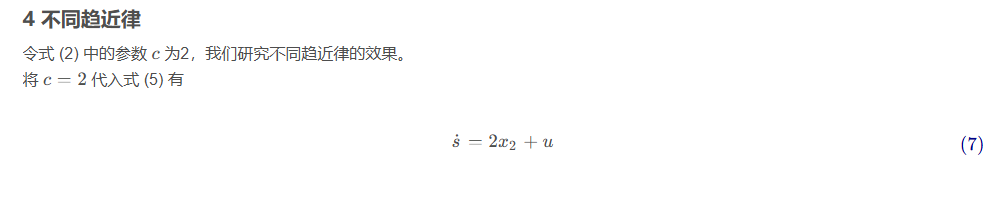 4 不同趋近律
令式 (2) 中的参数 c 为2，我们研究不同趋近律的效果。
将 c = 2 代入式 (5) 有
ṡ = 2x₂ + u (7)